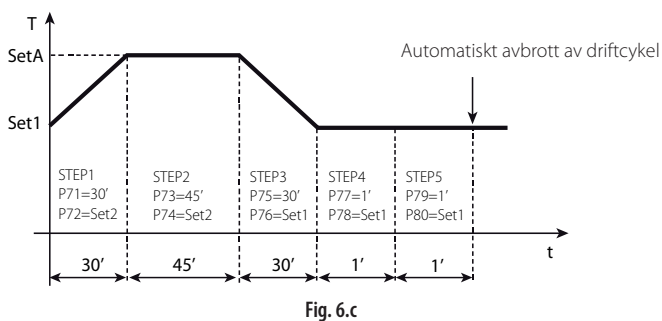 T
SetA
Automatiskt avbrott av driftcykel
Set1
STEP1
P71=30'
P72=Set2
STEP2
P73=45'
P74=Set2
STEP3
P75=30'
P76=Set1
STEP4
P77=1'
P78=Set1
STEP5
P79=1'
P80=Set1
t
30'
45'
30'
1'
1'
Fig. 6.c